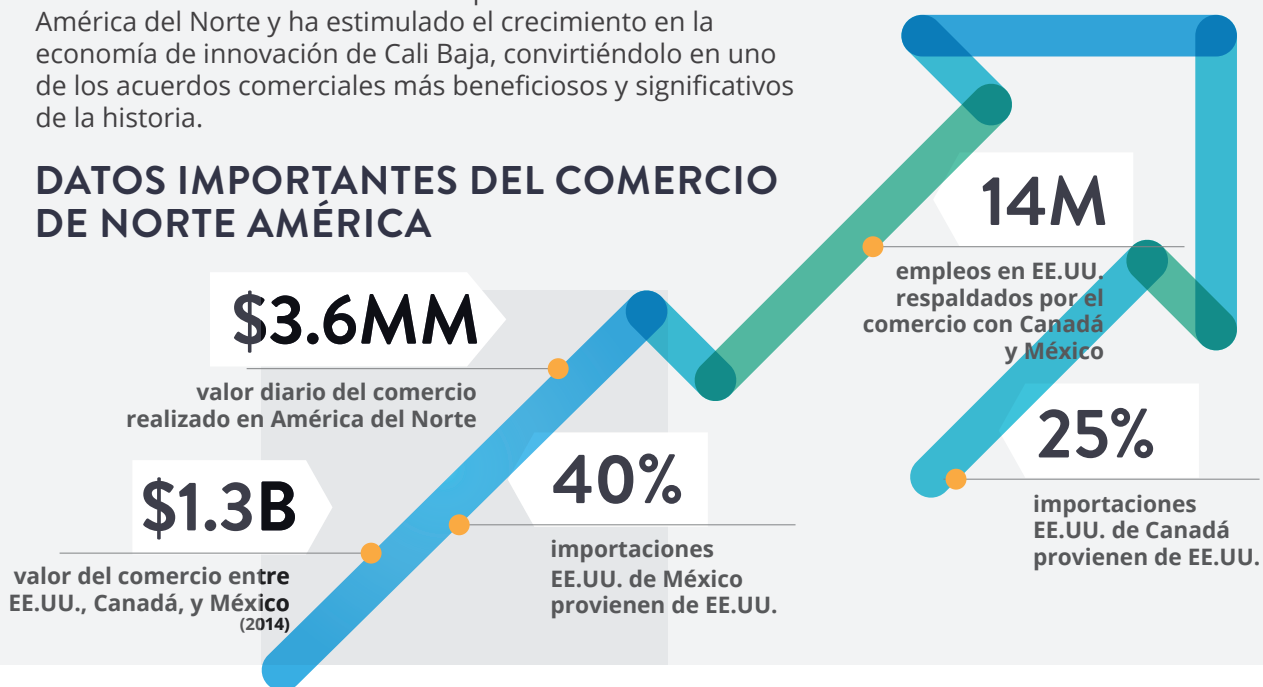 América del Norte y ha estimulado el crecimiento en la
economía de innovación de Cali Baja, convirtiéndolo en uno
de los acuerdos comerciales más beneficiosos y significativos
de la historia.
DATOS IMPORTANTES DEL COMERCIO
DE NORTE AMÉRICA
$3.6MM
valor diario del comercio
realizado en América del Norte
$1.3B
valor del comercio entre
EE.UU., Canadá, y México
(2014)
40%
importaciones
EE.UU. de México
provienen de EE.UU.
14M
empleos en EE.UU.
respaldados por el
comercio con Canadá
y México
25%
importaciones
EE.UU. de Canadá
provienen de EE.UU.